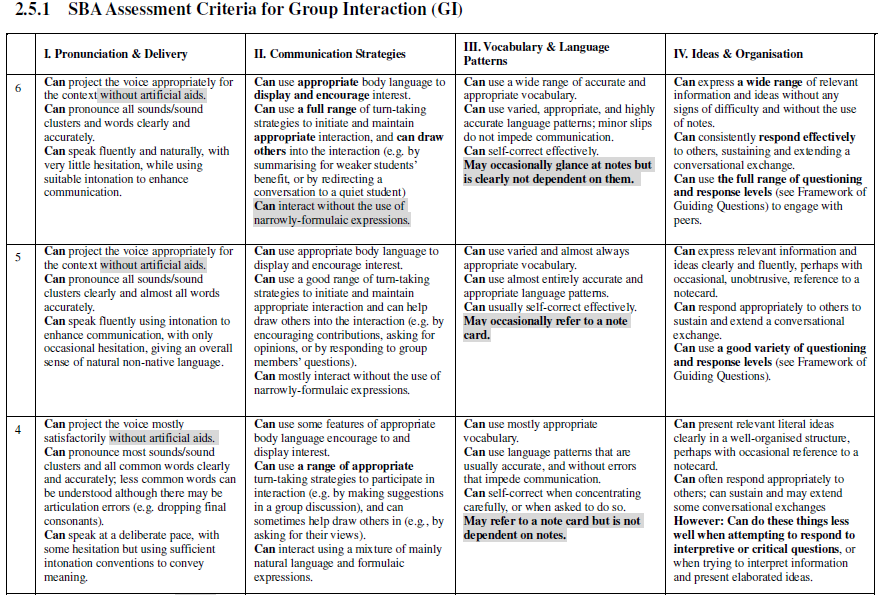 2.5.1 SBA Assessment Criteria for Group Interaction (GI)
I. Pronunciation & Delivery
II. Communication Strategies
III. Vocabulary & Language
Patterns
IV. Ideas & Organisation
6
Can project the voice appropriately for
the context without artificial aids.
Can pronounce all sounds/sound
clusters and words clearly and
accurately.
Can speak fluently and naturally, with
very little hesitation, while using
suitable intonation to enhance
communication.
Can use appropriate body language to
display and encourage interest.
Can use a full range of turn-taking
strategies to initiate and maintain
appropriate interaction, and can draw
others into the interaction (e.g. by
summarising for weaker students'
benefit, or by redirecting a
conversation to a quiet student)
Can interact without the use of
narrowly-formulaic expressions.
Can use a wide range of accurate and
appropriate vocabulary.
Can use varied, appropriate, and highly
accurate language patterns; minor slips
do not impede communication.
Can self-correct effectively.
May occasionally glance at notes but
is clearly not dependent on them.
Can express a wide range of relevant
information and ideas without any
signs of difficulty and without the use
of notes.
Can consistently respond effectively
to others, sustaining and extending a
conversational exchange.
Can use the full range of questioning
and response levels (see Framework of
Guiding Questions) to engage with
peers.
5
Can project the voice appropriately for
the context without artificial aids.
Can pronounce all sounds/sound
clusters clearly and almost all words
accurately.
Can speak fluently using intonation to
enhance communication, with only
occasional hesitation, giving an overall
sense of natural non-native language.
Can use appropriate body language to
display and encourage interest.
Can use a good range of turn-taking
strategies to initiate and maintain
appropriate interaction and can help
draw others into the interaction (e.g. by
encouraging contributions, asking for
opinions, or by responding to group
members' questions).
Can mostly interact without the use of
narrowly-formulaic expressions.
Can use varied and almost always
appropriate vocabulary.
Can use almost entirely accurate and
appropriate language patterns.
Can usually self-correct effectively.
May occasionally refer to a note
card.
Can express relevant information and
ideas clearly and fluently, perhaps with
occasional, unobtrusive, reference to a
notecard.
Can respond appropriately to others to
sustain and extend a conversational
exchange.
Can use a good variety of questioning
and response levels (see Framework of
Guiding Questions).
4
Can project the voice mostly
satisfactorily without artificial aids.
Can pronounce most sounds/sound
clusters and all common words clearly
and accurately; less common words can
be understood although there may be
articulation errors (e.g. dropping final
consonants).
Can speak at a deliberate pace, with
some hesitation but using sufficient
intonation conventions to convey
meaning.
Can use some features of appropriate
body language encourage to and
display interest.
Can use a range of appropriate
turn-taking strategies to participate in
interaction (e.g. by making suggestions
in a group discussion), and can
sometimes help draw others in (e.g., by
asking for their views).
Can interact using a mixture of mainly
natural language and formulaic
expressions.
Can use mostly appropriate
vocabulary.
Can use language patterns that are
usually accurate, and without errors
that impede communication.
Can self-correct when concentrating
carefully, or when asked to do so.
May refer to a note card but is not
dependent on notes.
Can present relevant literal ideas
clearly in a well-organised structure,
perhaps with occasional reference to a
notecard.
Can often respond appropriately to
others; can sustain and may extend
some conversational exchanges
However: Can do these things less
well when attempting to respond to
interpretive or critical questions, or
when trying to interpret information
and present elaborated ideas.